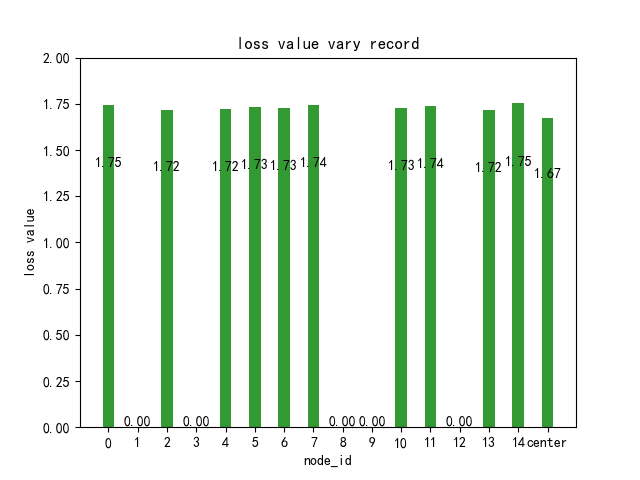 loss value vary record
2.00
1.75
1.50
1.25
1.00
0.75
0.50
0.25
0.00
loss value
1.75 0.00 1.72 0.00 1.72 1.73 1.73 1.74 0.00 0.00 1.73 1.74 0.00 1.72 1.75 1.67
0 1 2 3 4 5 6 7 8 9 10 11 12 13 14 center
node_id